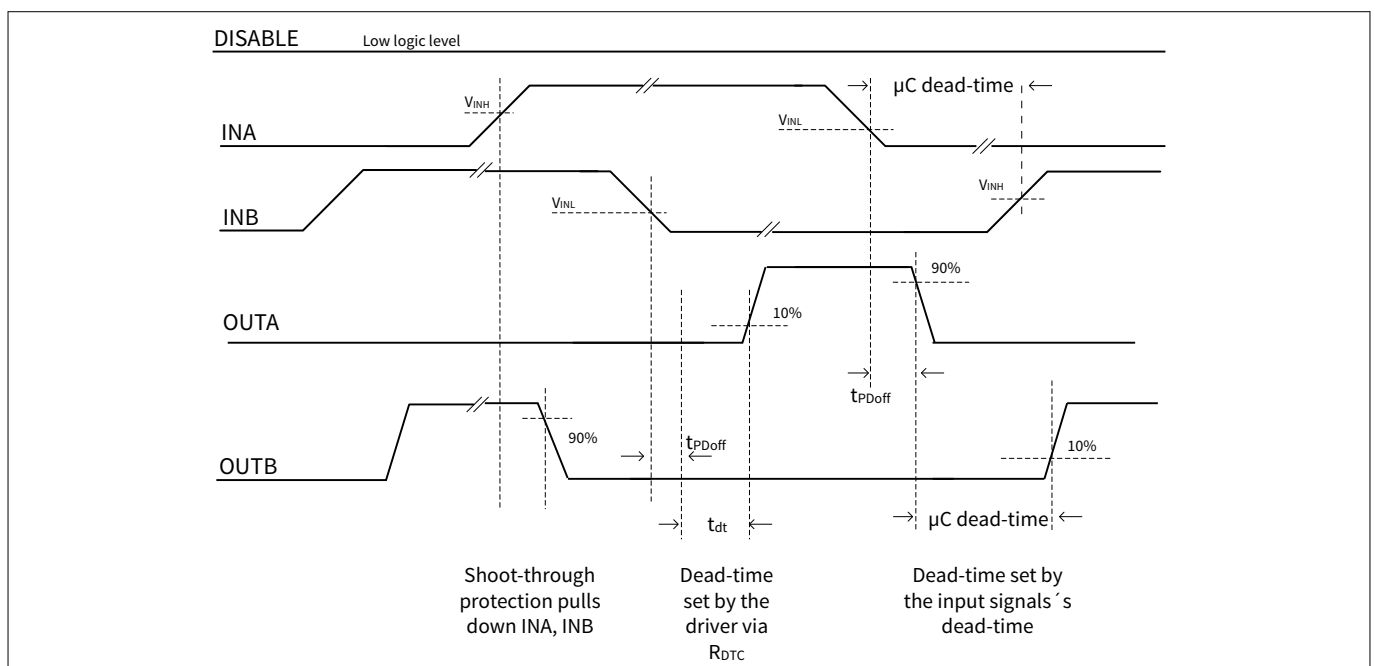 DISABLE
Low logic level
VINH
INA
VINL
µC dead-time
INB
VINL
VINH
OUTA
10%
90%
tPDoff
OUTB
90%
tPDoff
10%
tdt
µC dead-time
Shoot-through
protection pulls
down INA, INB
Dead-time
set by the
driver via
RDTC
Dead-time set by
the input signals´s
dead-time